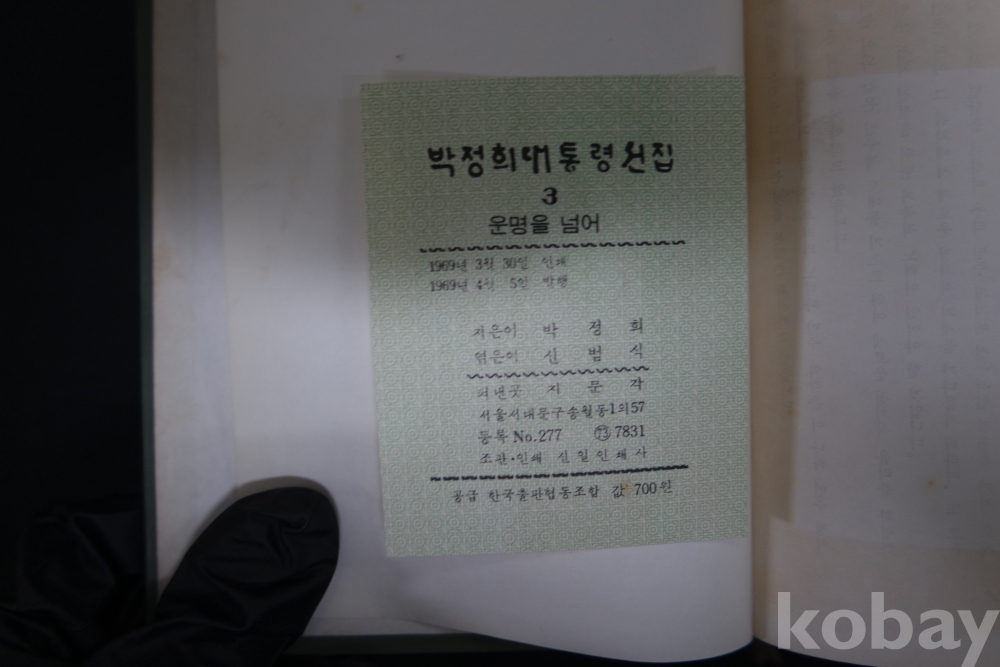 박정희대통령선집
3
운명을 넘어
1969년 3월 30일 인쇄
1969년 4월 5일 발행
지은이 박정희
엮은이 신범식
펴낸곳 지문각
서울서대문구송월동1의57
등록 No.277 ㉓ 7831
조판·인쇄 신일인쇄사
공급 한국출판협동조합 값 700원
kobay